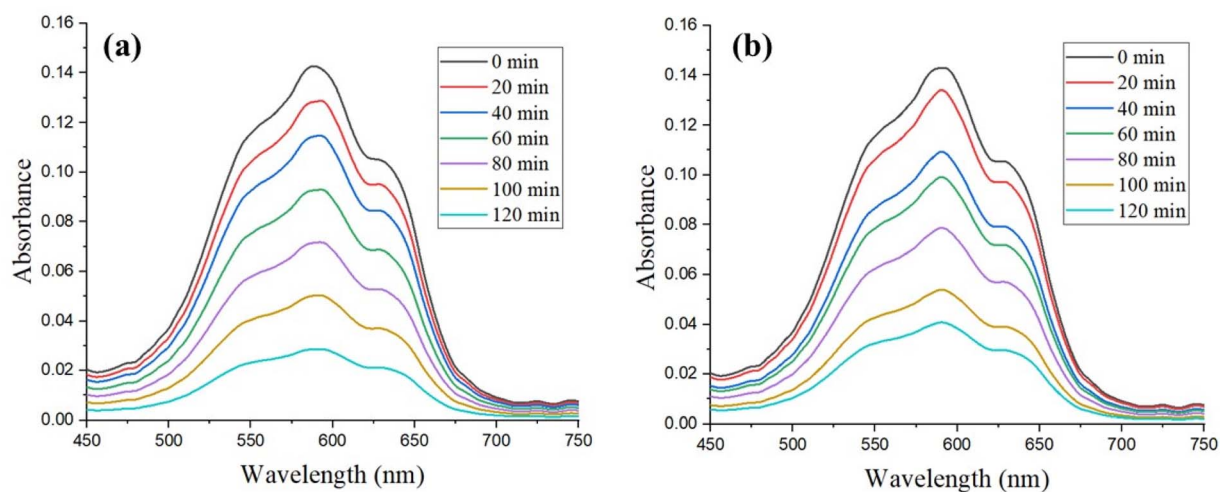 (a)
0.16
0.14
0.12
0.10
0.08
0.06
0.04
0.02
0.00
Absorbance
0 min
20 min
40 min
60 min
80 min
100 min
120 min
450 500 550 600 650 700 750
Wavelength (nm)
(b)
0.16
0.14
0.12
0.10
0.08
0.06
0.04
0.02
0.00
Absorbance
0 min
20 min
40 min
60 min
80 min
100 min
120 min
450 500 550 600 650 700 750
Wavelength (nm)